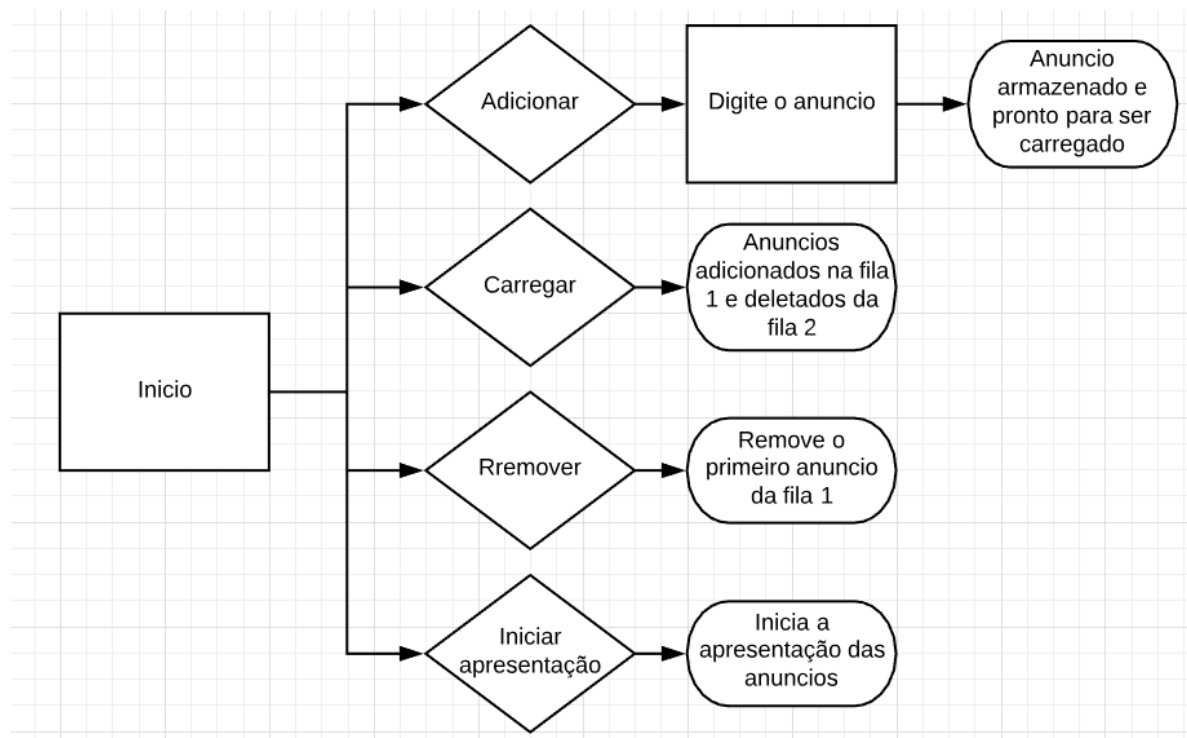 Adicionar
Digite o anuncio
Anuncio
armazenado e
pronto para ser
carregado
Carregar
Anuncios
adicionados na fila
1 e deletados da
fila 2
Inicio
Rremover
Remove o
primeiro anuncio
da fila 1
Iniciar
apresentação
Inicia a
apresentação das
anuncios